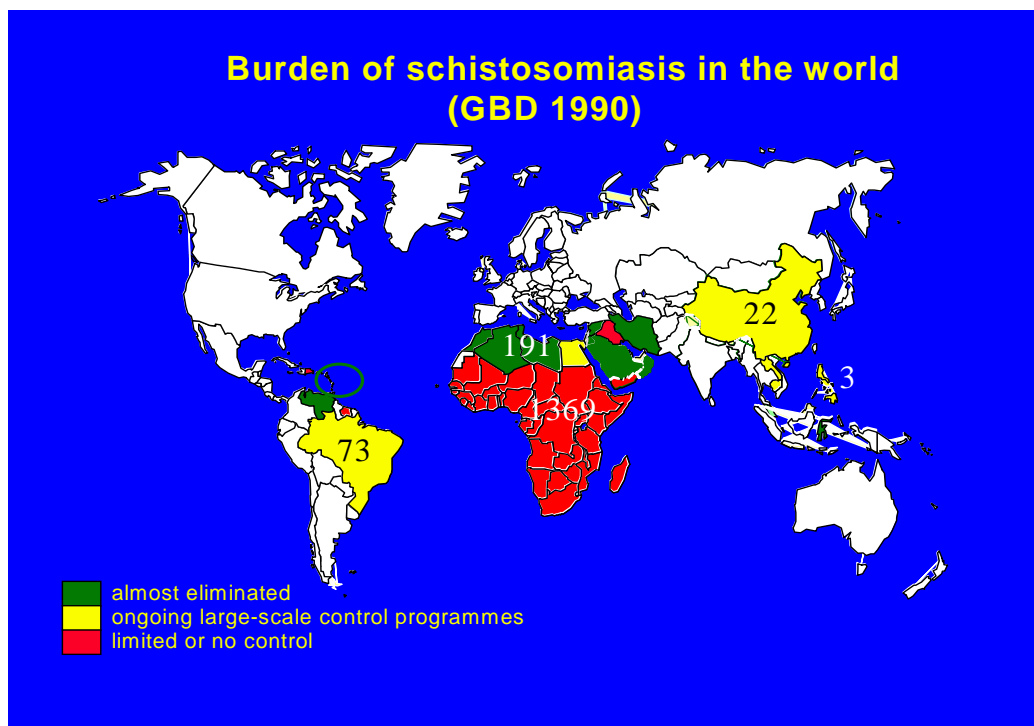 Burden of schistosomiasis in the world
(GBD 1990)
22
191
3
1369
73
almost eliminated
ongoing large-scale control programmes
limited or no control